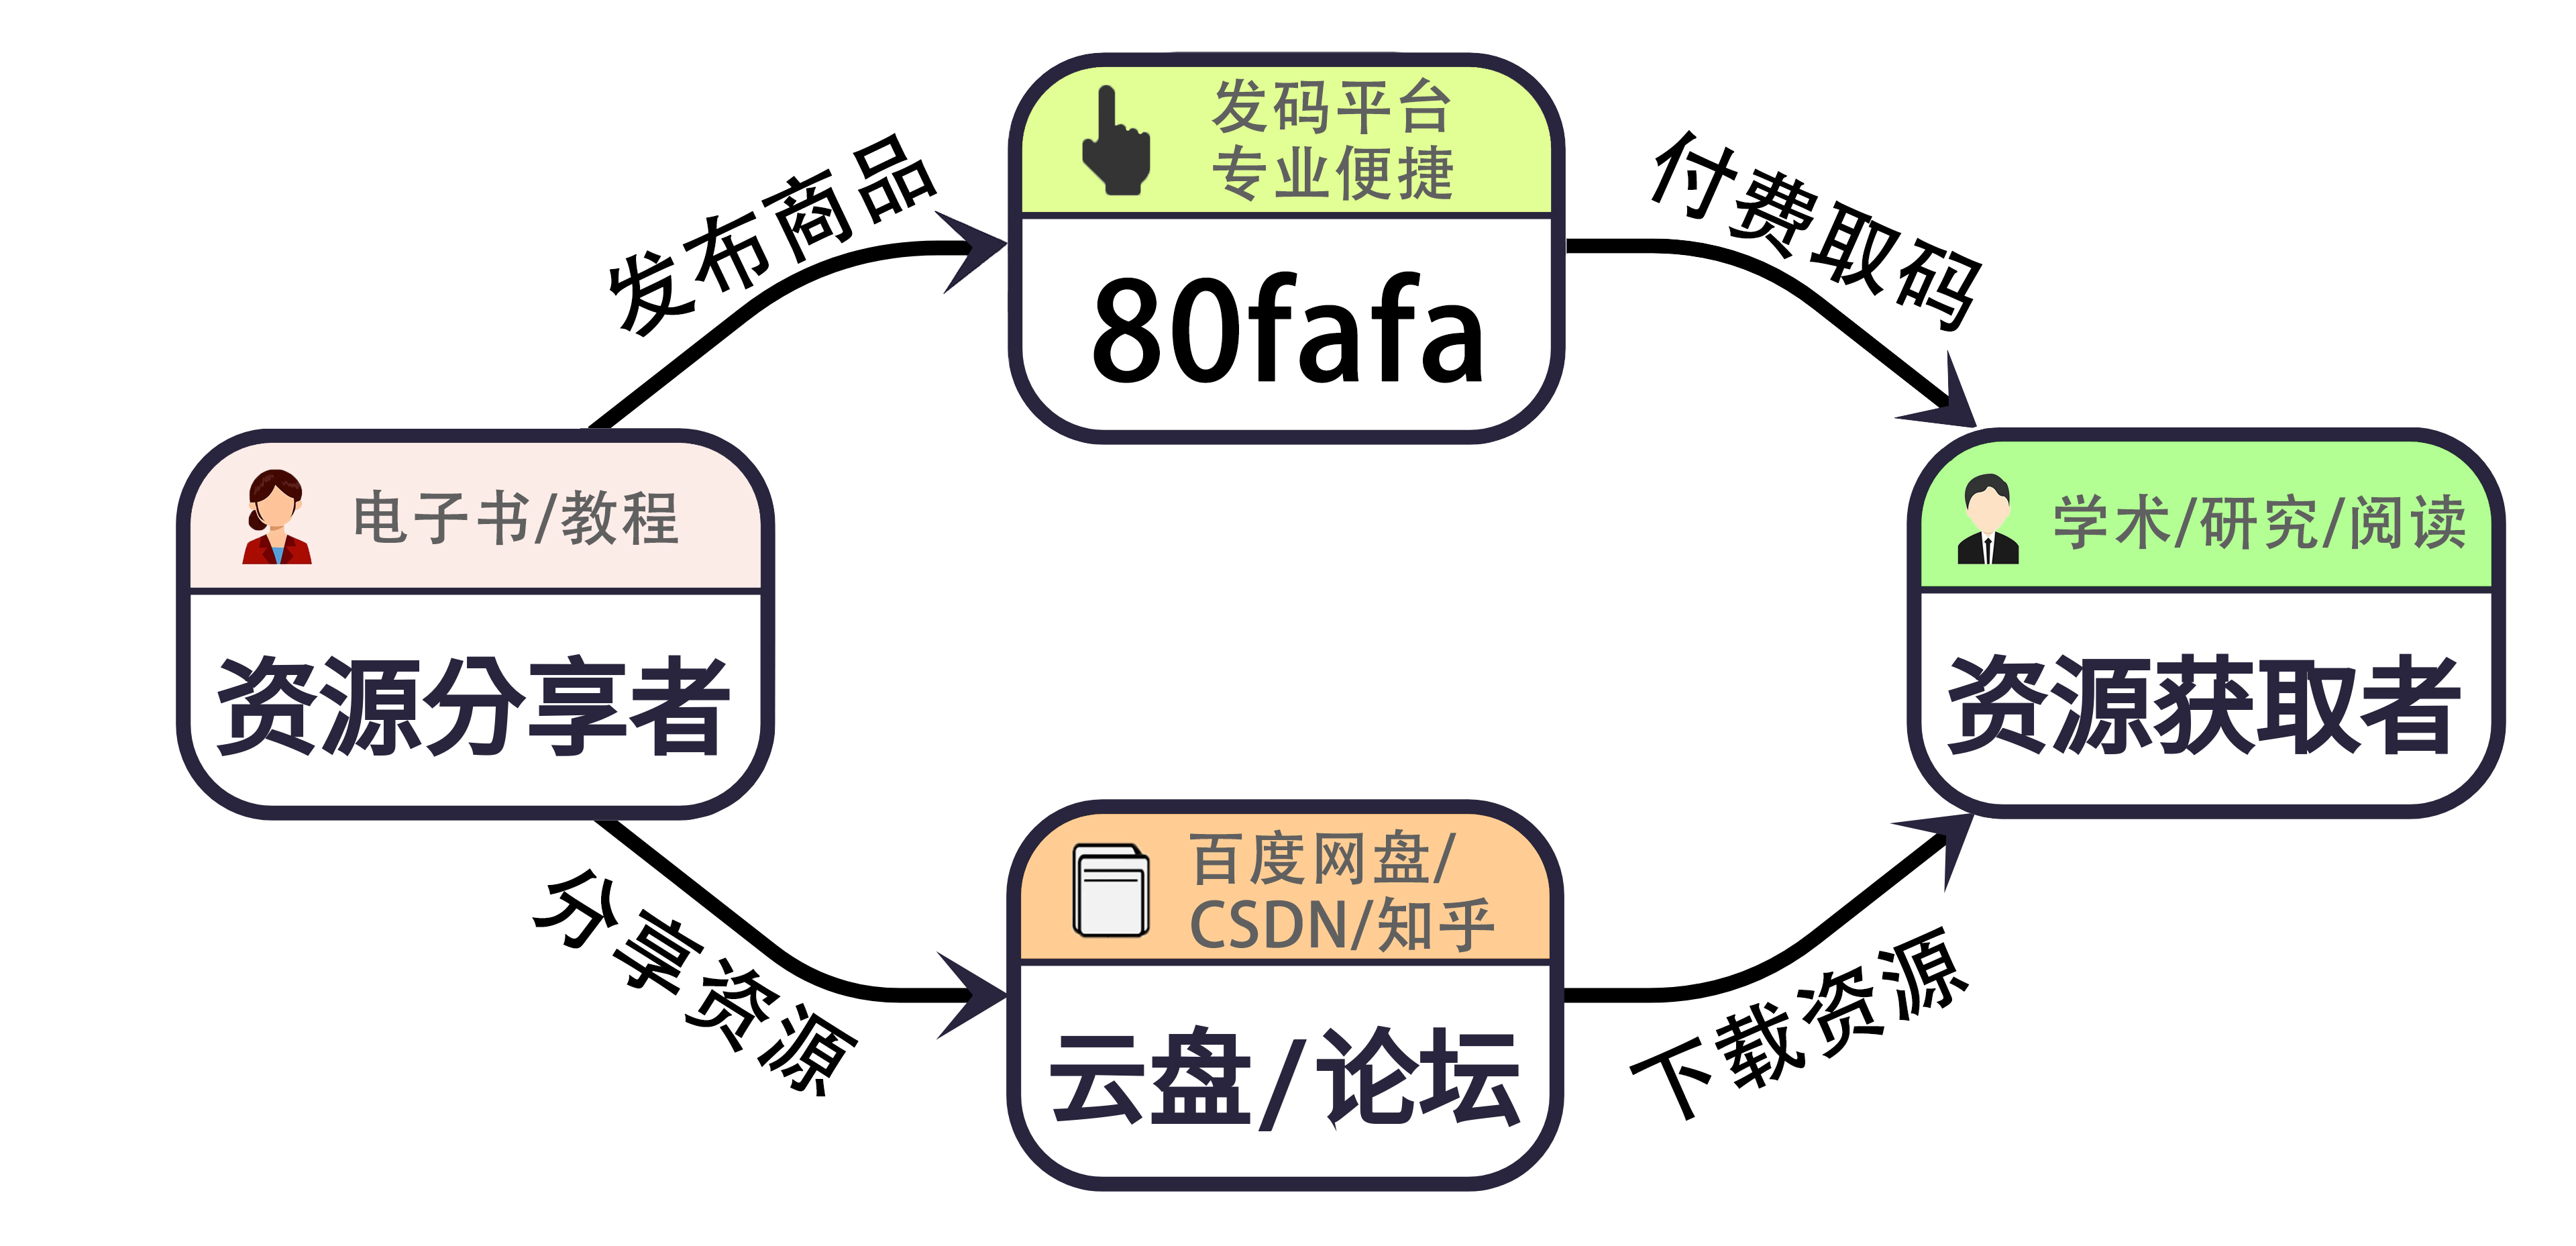 发码平台
专业便捷
80fafa
发布商品
付费取码
电子书/教程
资源分享者
学术/研究/阅读
资源获取者
百度网盘/
CSDN/知乎
云盘/论坛
分享资源
下载资源